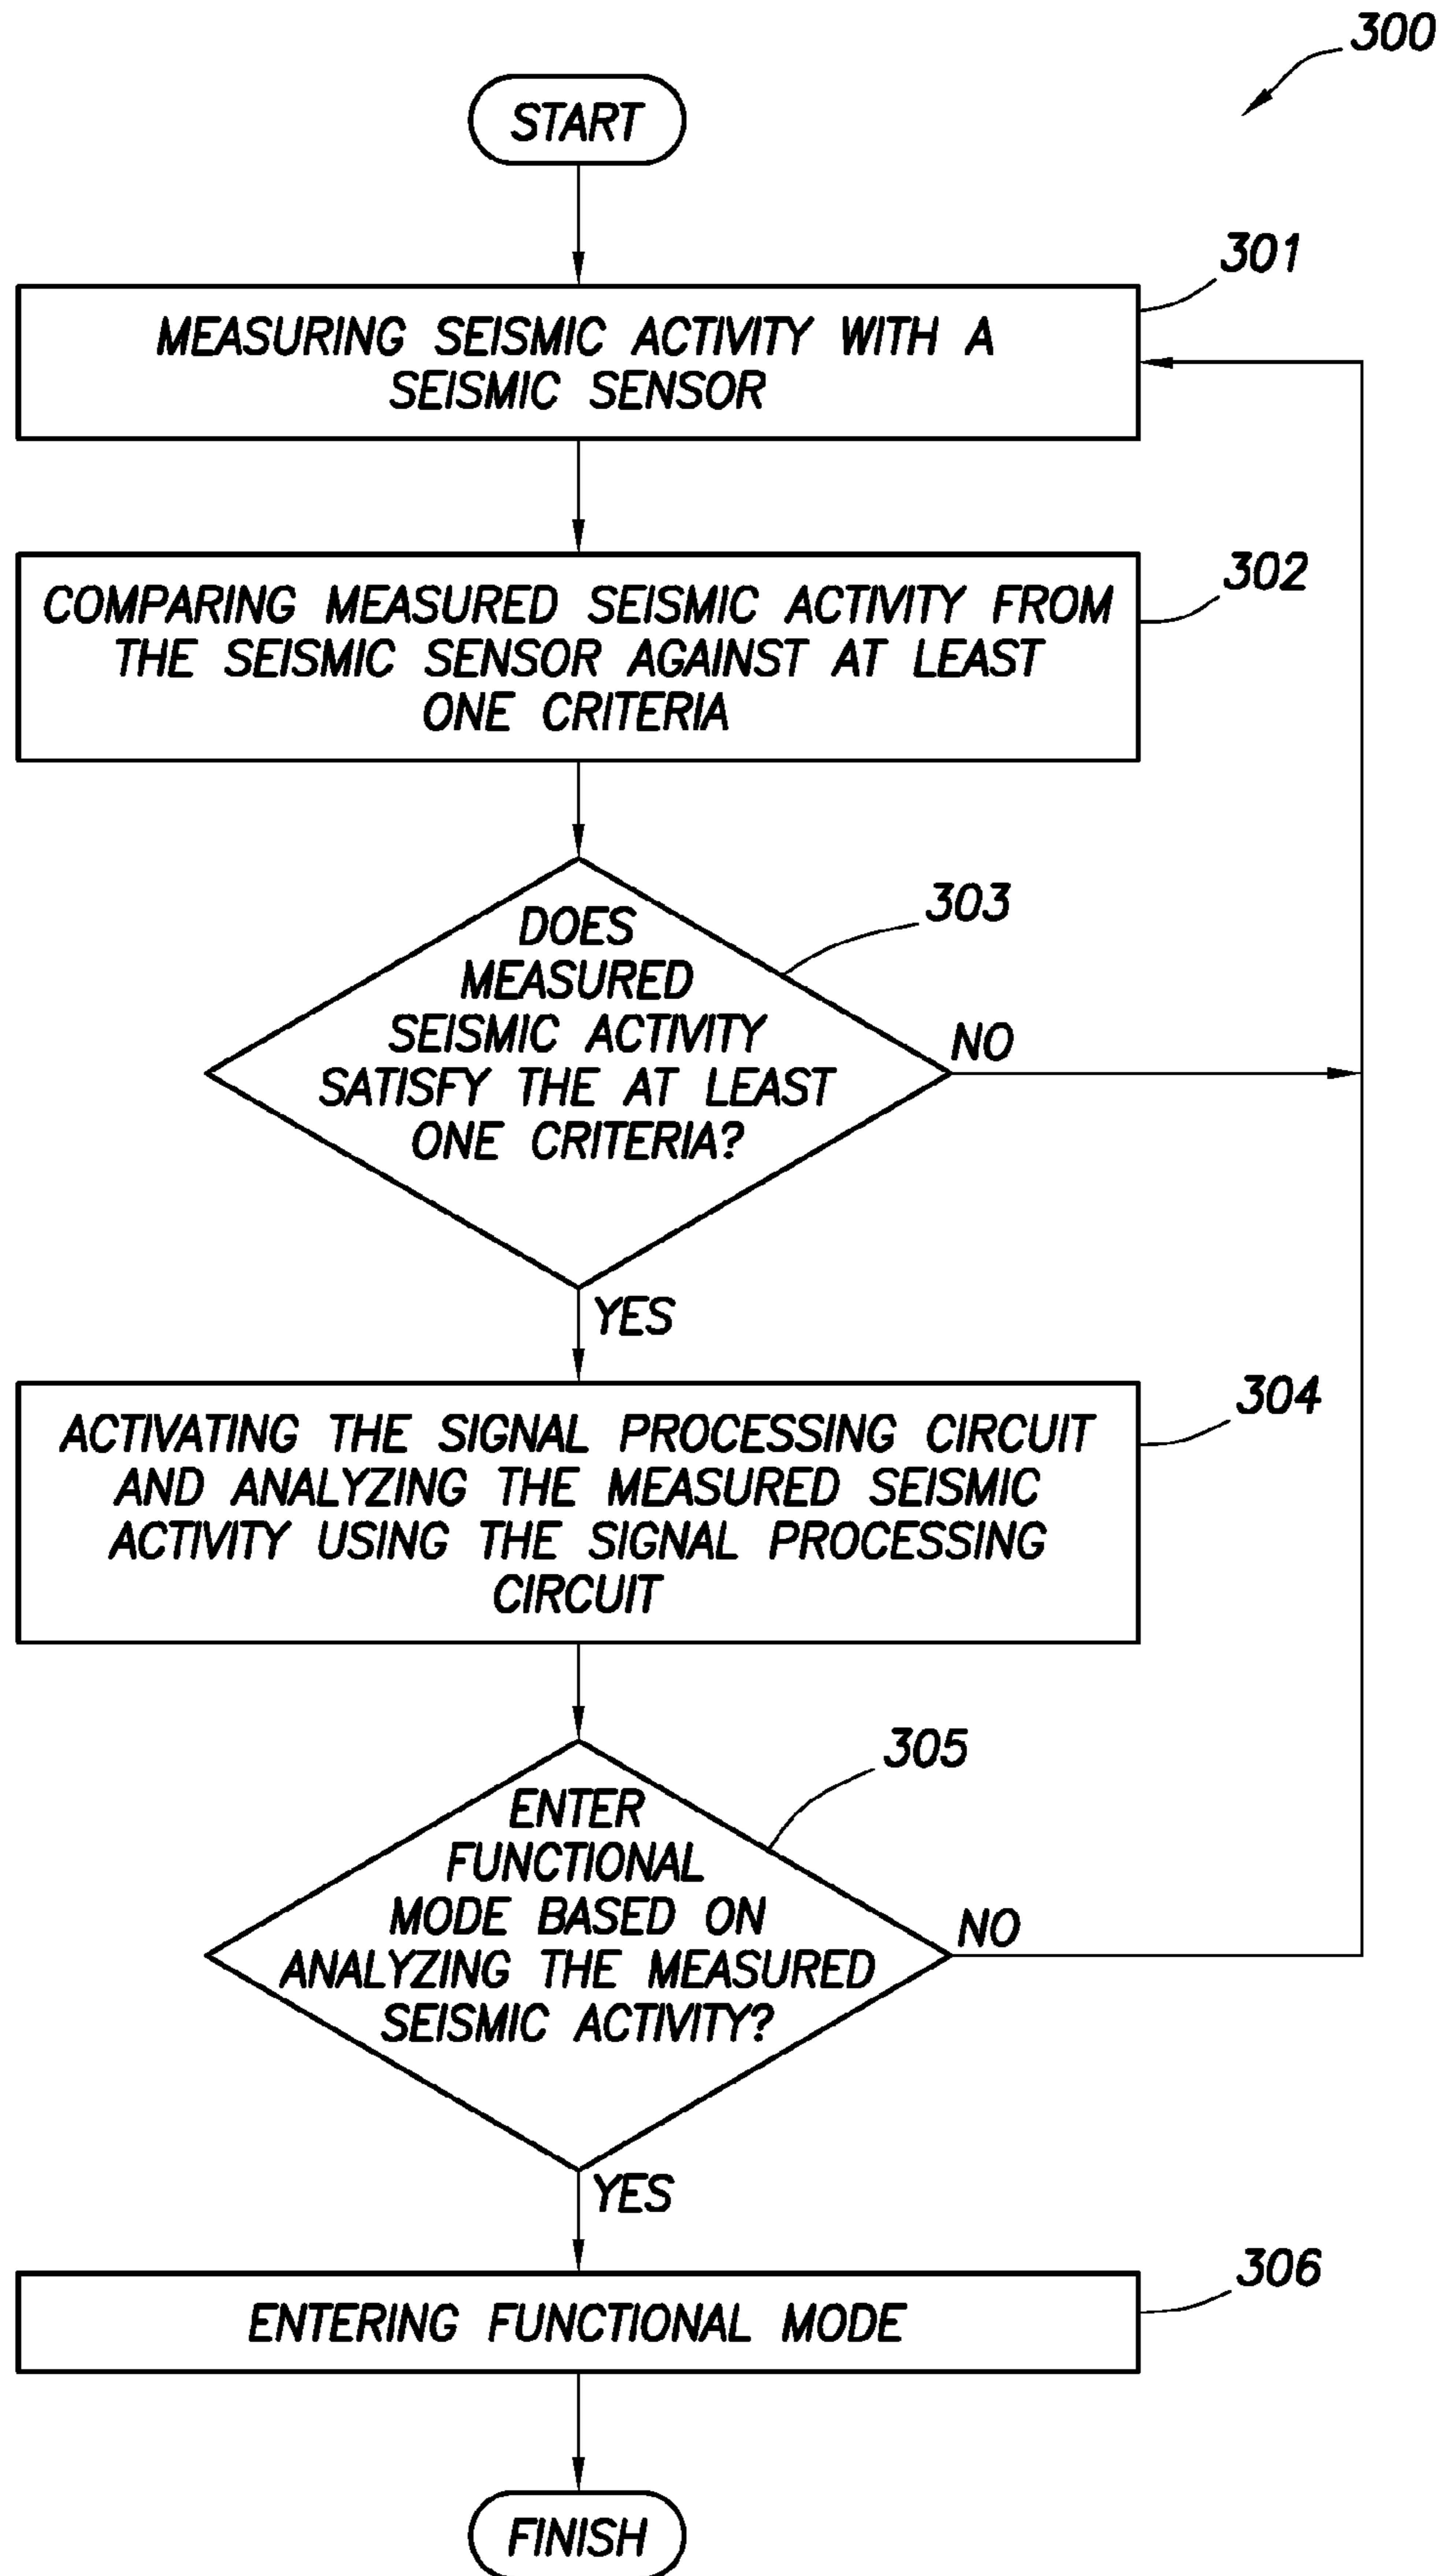 300
START
301
MEASURING SEISMIC ACTIVITY WITH A
SEISMIC SENSOR
302
COMPARING MEASURED SEISMIC ACTIVITY FROM
THE SEISMIC SENSOR AGAINST AT LEAST
ONE CRITERIA
303
DOES
MEASURED
SEISMIC ACTIVITY
SATISFY THE AT LEAST
ONE CRITERIA?
NO
YES
304
ACTIVATING THE SIGNAL PROCESSING CIRCUIT
AND ANALYZING THE MEASURED SEISMIC
ACTIVITY USING THE SIGNAL PROCESSING
CIRCUIT
305
ENTER
FUNCTIONAL
MODE BASED ON
ANALYZING THE MEASURED
SEISMIC ACTIVITY?
NO
YES
306
ENTERING FUNCTIONAL MODE
FINISH